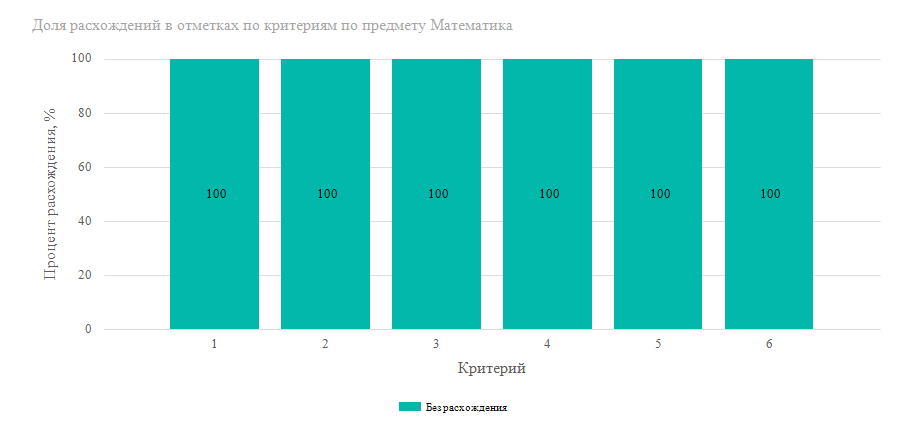 Доля расхождений в отметках по критериям по предмету Математика
Процент расхождения, %
100
80
60
40
20
0
100 100 100 100 100 100
1 2 3 4 5 6
Критерий
Без расхождения